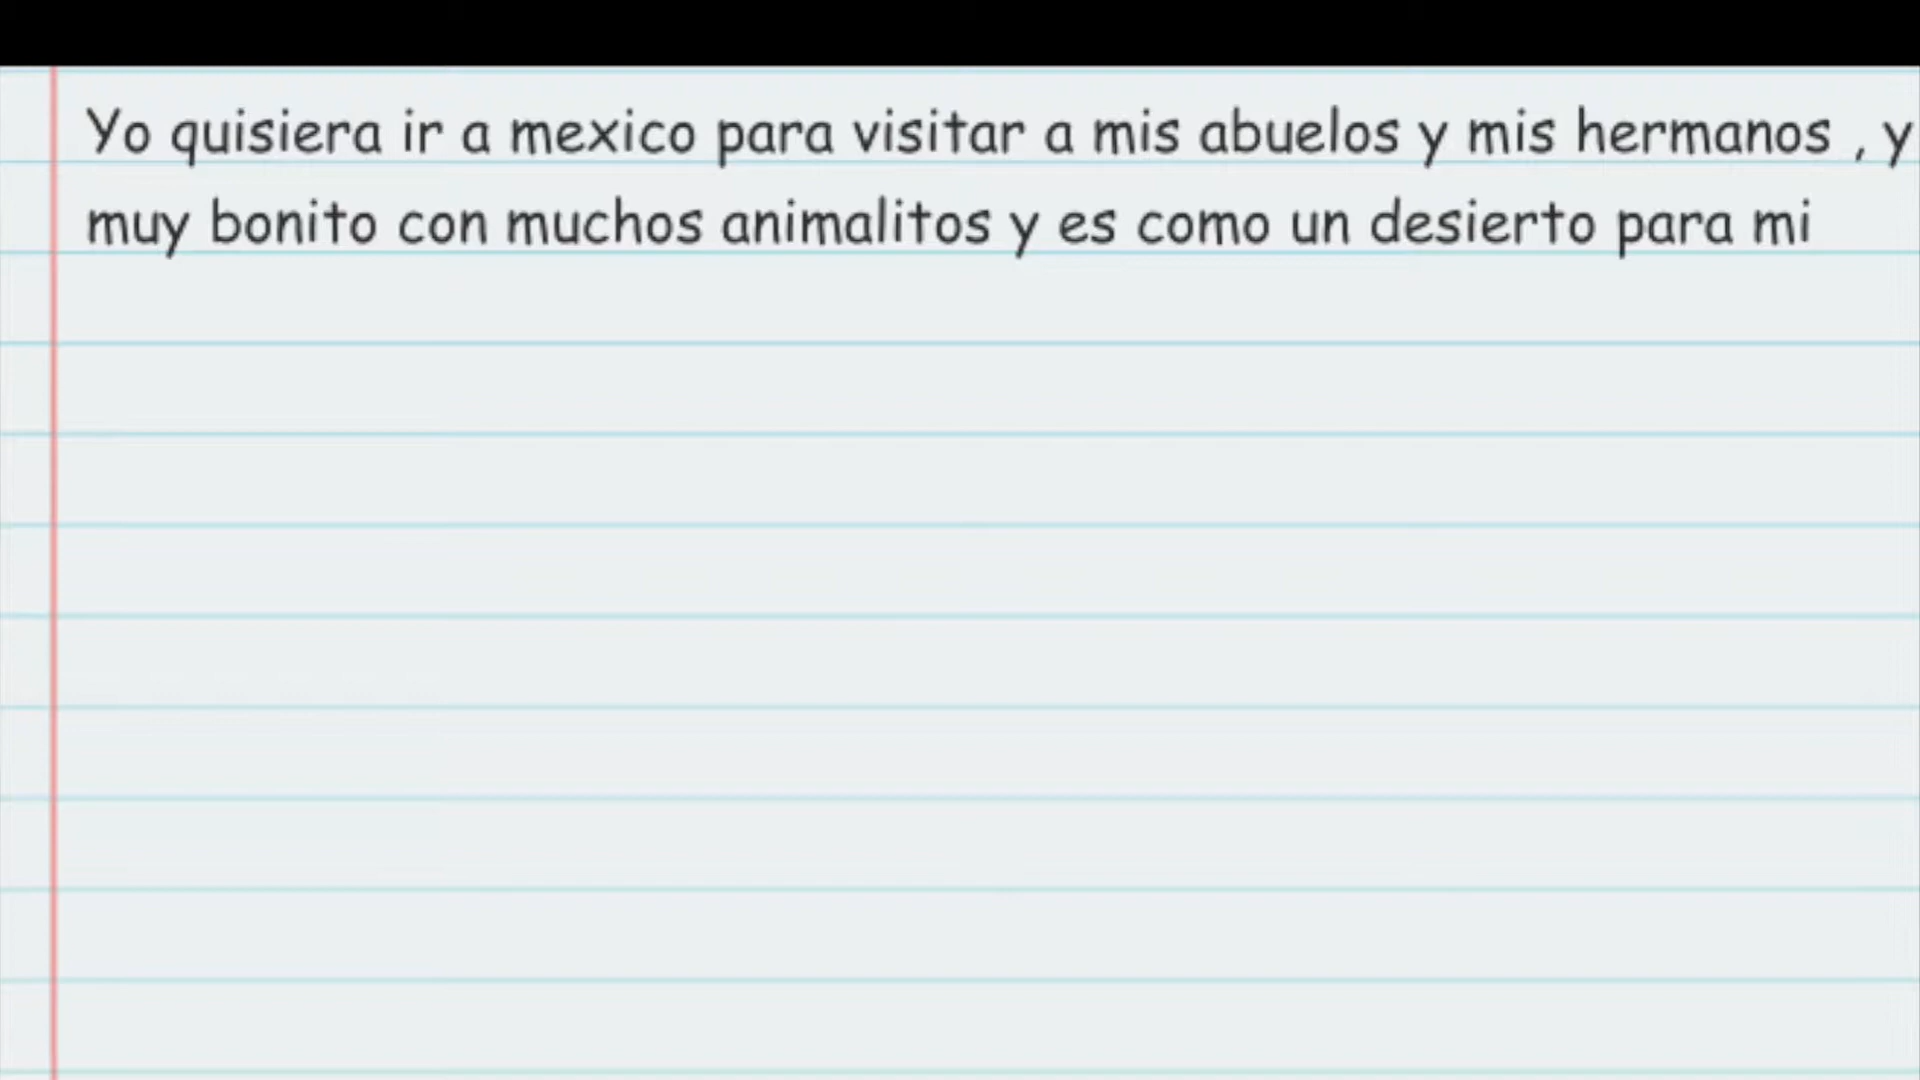 Yo quisiera ir a mexico para visitar a mis abuelos y mis hermanos , y
muy bonito con muchos animalitos y es como un desierto para mi